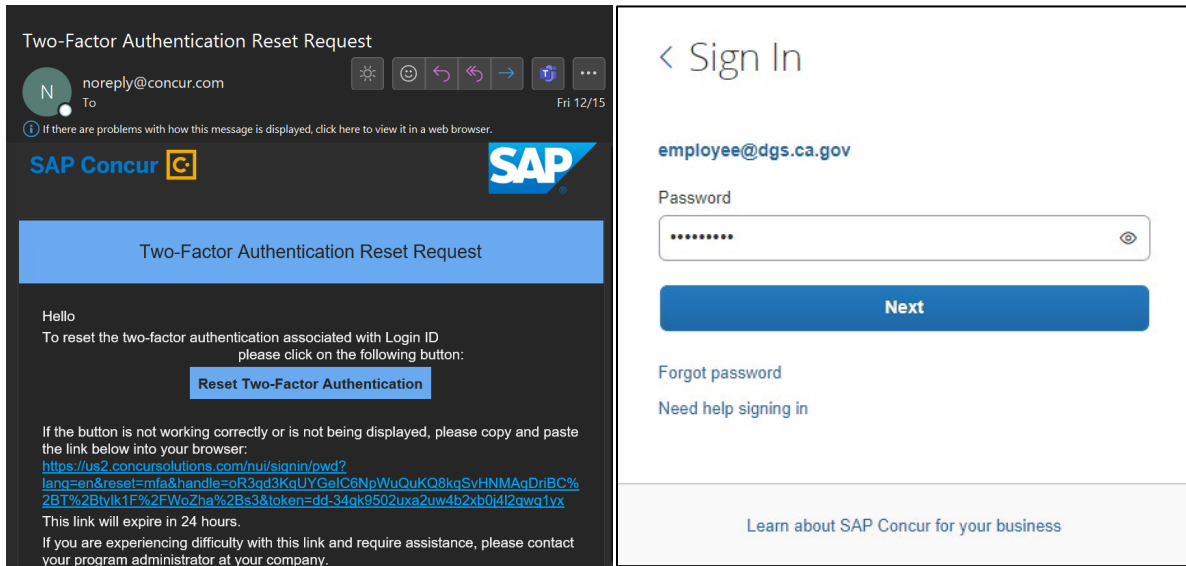 Two-Factor Authentication Reset Request
N
noreply@concur.com
To
Fri 12/15
If there are problems with how this message is displayed, click here to view it in a web browser.
SAP Concur C
SAP
Two-Factor Authentication Reset Request
Hello
To reset the two-factor authentication associated with Login ID
please click on the following button:
Reset Two-Factor Authentication
If the button is not working correctly or is not being displayed, please copy and paste
the link below into your browser:
https://us2.concursolutions.com/nui/signin/pwd?
lang=en&reset=mfa&handle=oR3qd3KqUYGeIC6NpWuQuKQ8kqSvHNMAqDriBC%
2BT%2BtyIk1F%2FWoZha%2Bs3&token=dd-34gk9502uxa2uw4b2xb0j4l2qwq1yx
This link will expire in 24 hours.
If you are experiencing difficulty with this link and require assistance, please contact
your program administrator at your company.
< Sign In
employee@dgs.ca.gov
Password
•••••••••
Next
Forgot password
Need help signing in
Learn about SAP Concur for your business